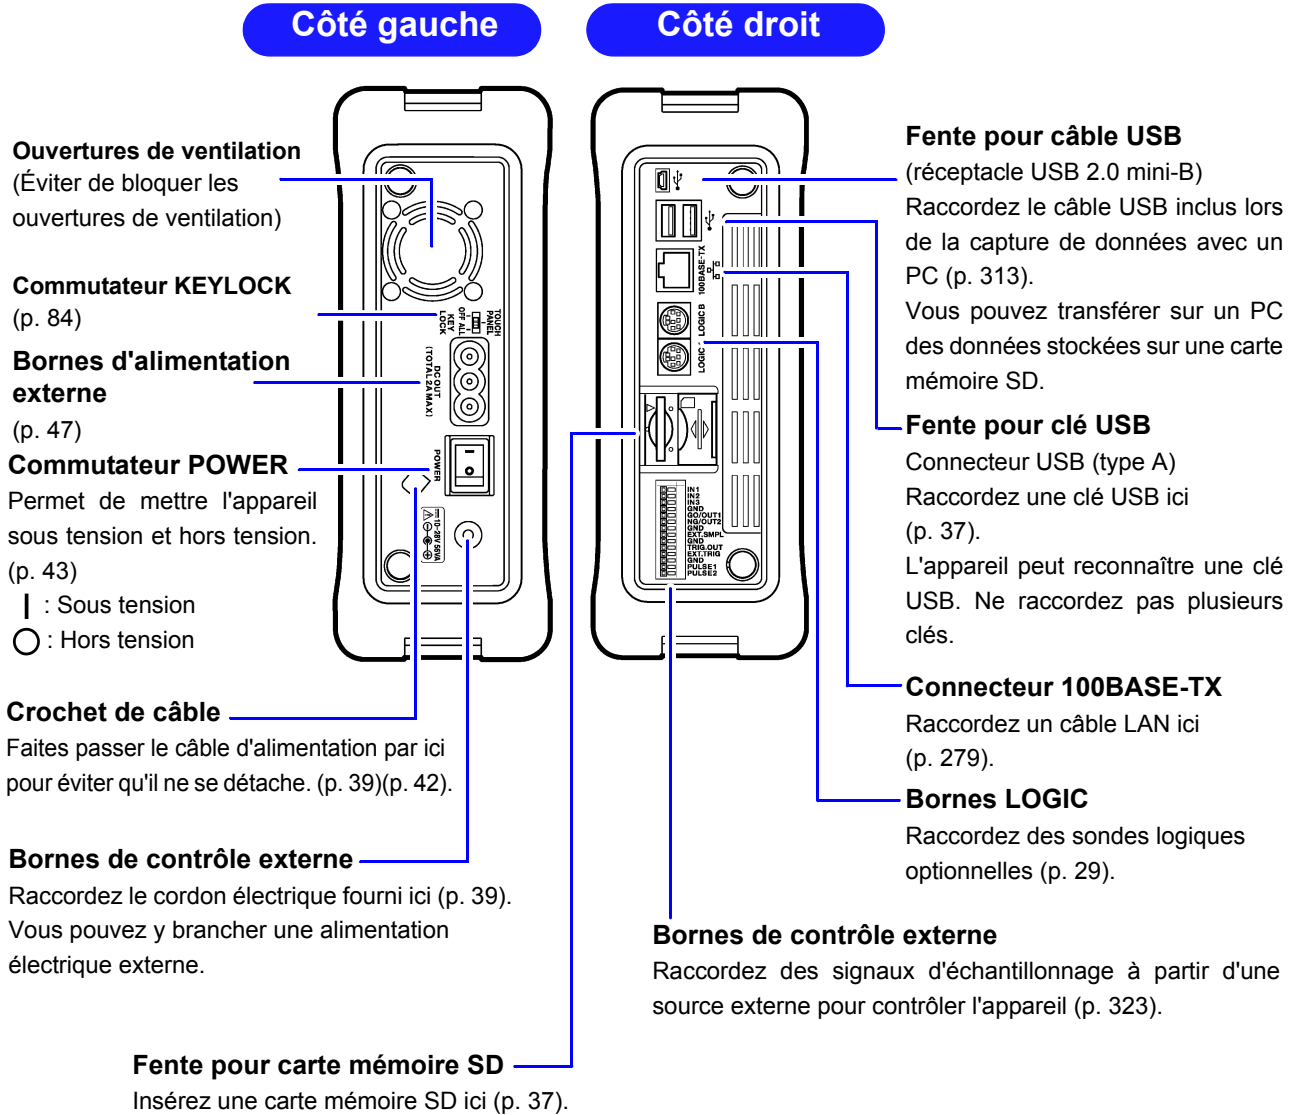 Côté gauche
Côté droit
Ouvertures de ventilation
(Éviter de bloquer les
ouvertures de ventilation)
Commutateur KEYLOCK
(p. 84)
Bornes d'alimentation
externe
(p. 47)
Commutateur POWER
Permet de mettre l'appareil
sous tension et hors tension.
(p. 43)
| : Sous tension
◯ : Hors tension
Crochet de câble
Faites passer le câble d'alimentation par ici
pour éviter qu'il ne se détache. (p. 39)(p. 42).
Bornes de contrôle externe
Raccordez le cordon électrique fourni ici (p. 39).
Vous pouvez y brancher une alimentation
électrique externe.
Fente pour carte mémoire SD
Insérez une carte mémoire SD ici (p. 37).
TOUCH
PANEL
OFF ALL
KEY
LOCK
DC OUT
(TOTAL 2A MAX)
POWER
10-28V 56VA
100BASE-TX
LOGIC B
LOGIC
IN1
IN2
IN3
GND
GO/OUT1
NG/OUT2
GND
EXT.SMPL
GND
TRIG.OUT
EXT.TRIG
GND
PULSE1
PULSE2
Fente pour câble USB
(réceptacle USB 2.0 mini-B)
Raccordez le câble USB inclus lors
de la capture de données avec un
PC (p. 313).
Vous pouvez transférer sur un PC
des données stockées sur une carte
mémoire SD.
Fente pour clé USB
Connecteur USB (type A)
Raccordez une clé USB ici
(p. 37).
L'appareil peut reconnaître une clé
USB. Ne raccordez pas plusieurs
clés.
Connecteur 100BASE-TX
Raccordez un câble LAN ici
(p. 279).
Bornes LOGIC
Raccordez des sondes logiques
optionnelles (p. 29).
Bornes de contrôle externe
Raccordez des signaux d'échantillonnage à partir d'une
source externe pour contrôler l'appareil (p. 323).